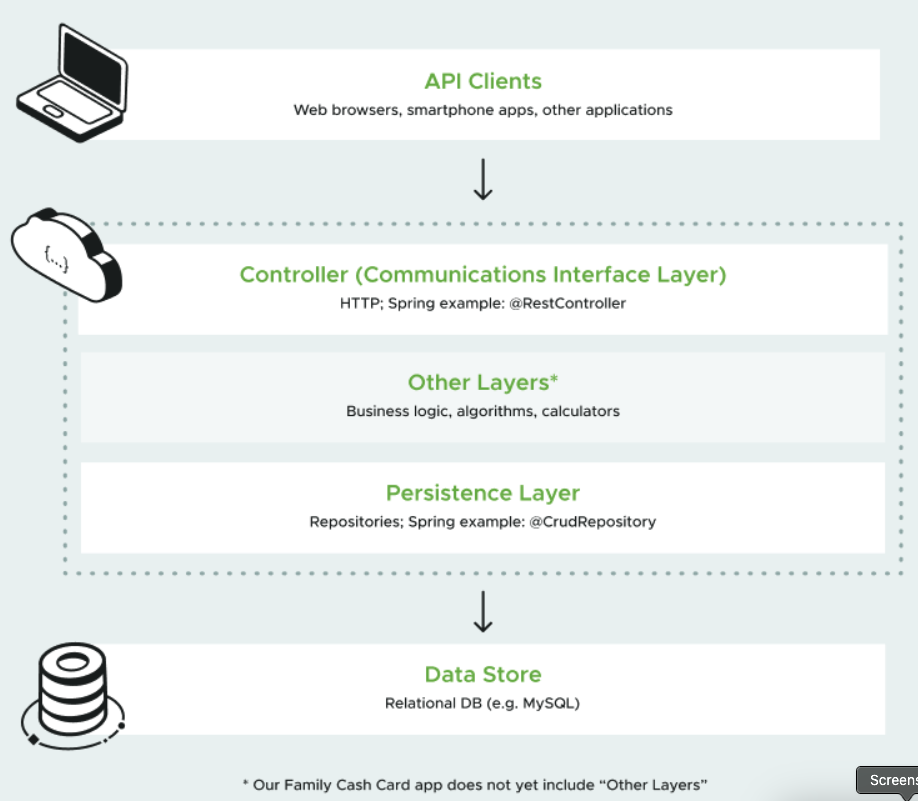 API Clients
Web browsers, smartphone apps, other applications
{...}
Controller (Communications Interface Layer)
HTTP; Spring example: @RestController
Other Layers*
Business logic, algorithms, calculators
Persistence Layer
Repositories; Spring example: @CrudRepository
Data Store
Relational DB (e.g. MySQL)
* Our Family Cash Card app does not yet include “Other Layers”
Screens